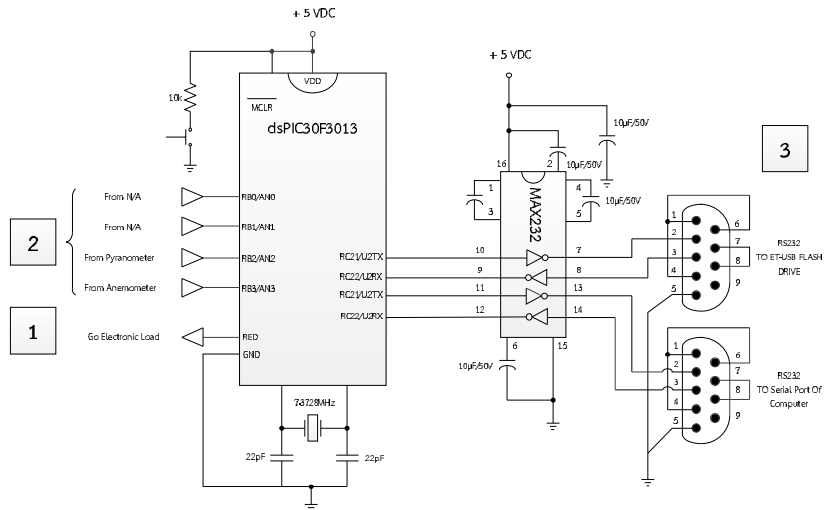 + 5 VDC
VDD
10k
MCLR
dsPIC30F3013
2
From N/A
From N/A
From Pyranometer
From Anemometer
RB0/AN0
RB1/AN1
RB2/AN2
RB3/AN3
1
Go Electronic Load
RED
GND
RC21/U2TX
RC22/U2RX
RC21/U2TX
RC22/U2RX
7.3728MHz
22pF
22pF
+ 5 VDC
10µF/50V
10µF/50V
10µF/50V
16
2
1
3
4
5
MAX232
10
9
11
12
7
8
13
14
6
15
10µF/50V
3
1
2
3
4
5
6
7
8
9
RS232
TO ET-USB FLASH
DRIVE
1
2
3
4
5
6
7
8
9
RS232
TO Serial Port Of
Computer